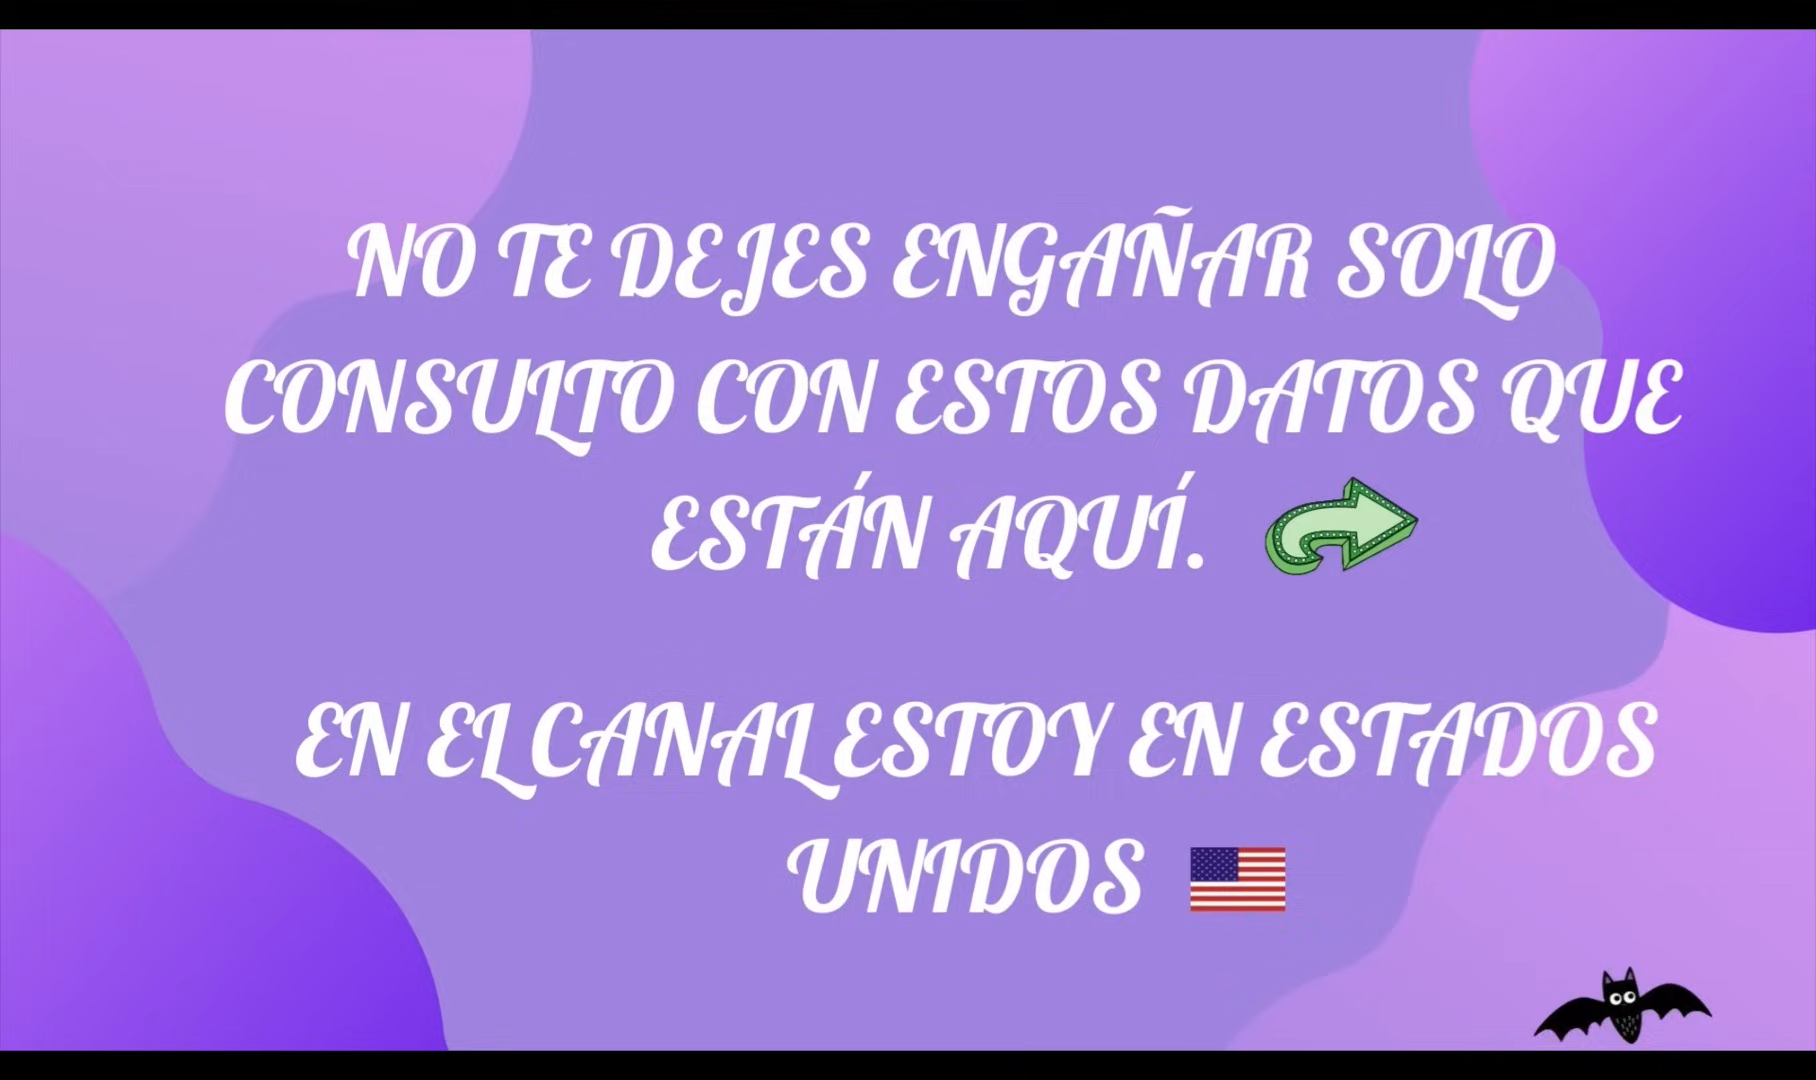 NO TE DEJES ENGAÑAR SOLO
CONSULTO CON ESTOS DATOS QUE
ESTÁN AQUÍ.
EN EL CANAL ESTOY EN ESTADOS
UNIDOS